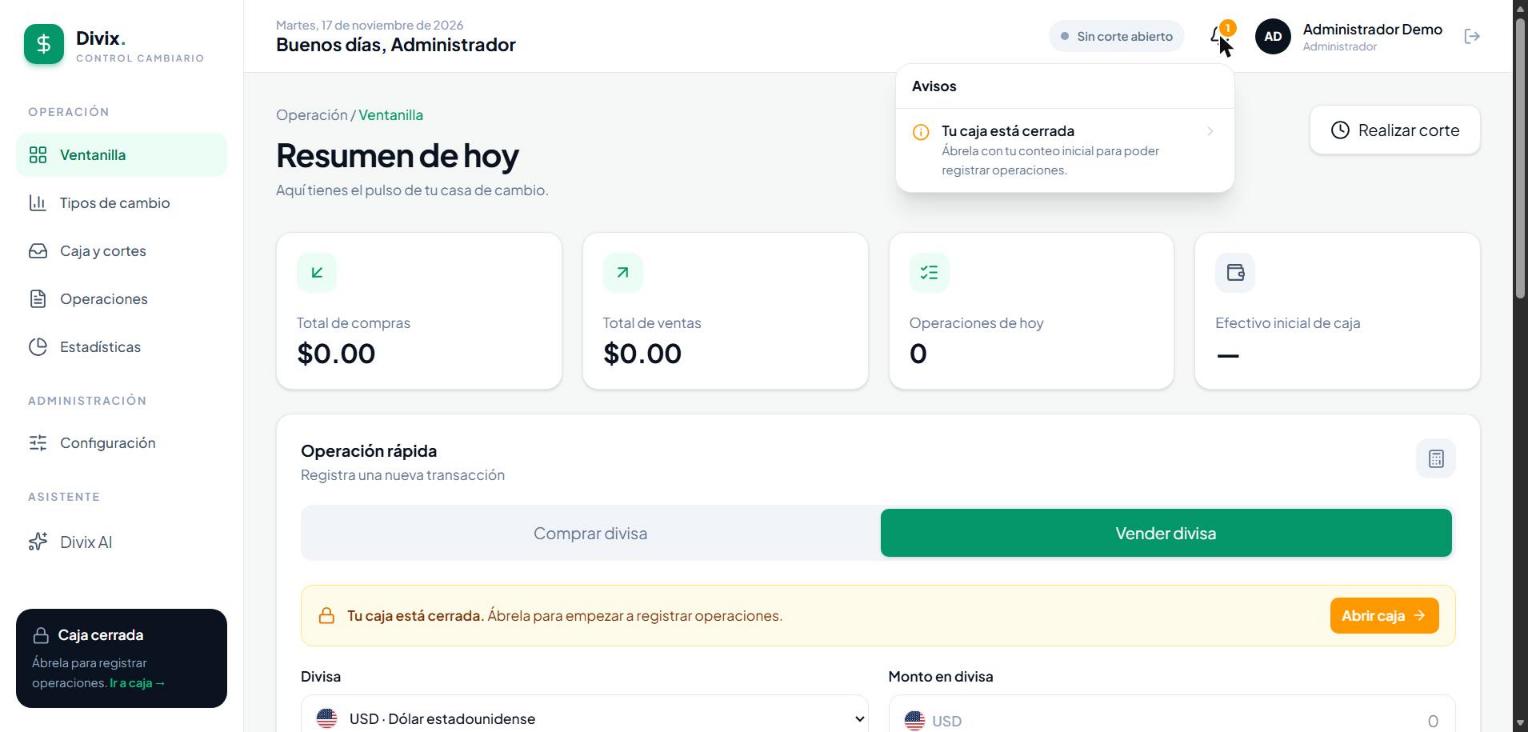 Divix.
CONTROL CAMBIARIO
OPERACIÓN
Ventanilla
Tipos de cambio
Caja y cortes
Operaciones
Estadísticas
ADMINISTRACIÓN
Configuración
ASISTENTE
Divix AI
Caja cerrada
Ábrela para registrar
operaciones. Ir a caja →
Martes, 17 de noviembre de 2026
Buenos días, Administrador
Sin corte abierto
1
AD
Administrador Demo
Administrador
Avisos
Tu caja está cerrada
Ábrela con tu conteo inicial para poder
registrar operaciones.
Operación / Ventanilla
Resumen de hoy
Aquí tienes el pulso de tu casa de cambio.
Realizar corte
Total de compras
$0.00
Total de ventas
$0.00
Operaciones de hoy
0
Efectivo inicial de caja
—
Operación rápida
Registra una nueva transacción
Comprar divisa
Vender divisa
Tu caja está cerrada. Ábrela para empezar a registrar operaciones.
Abrir caja →
Divisa
USD · Dólar estadounidense
Monto en divisa
USD
0